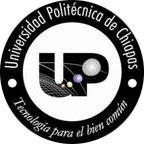 Universidad Politécnica de Chiapas
UP
Tecnología para el bien común